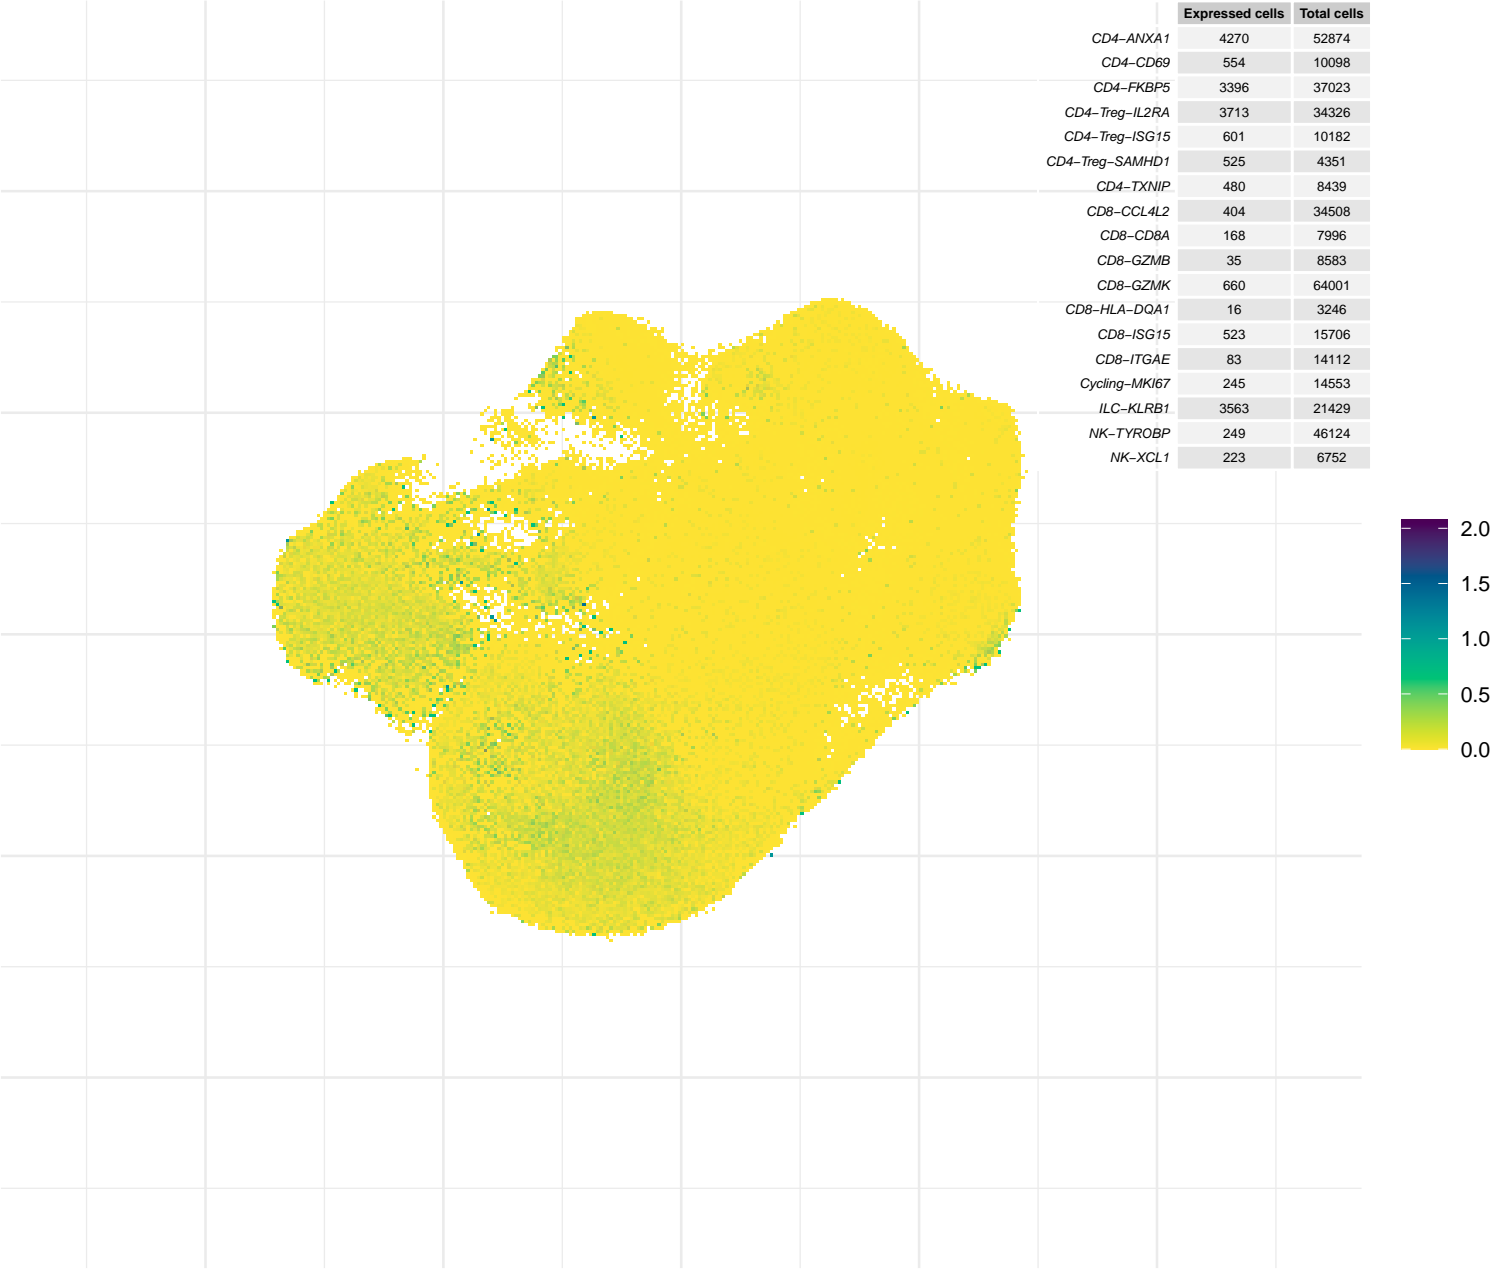 Expressed cells Total cells
CD4−ANXA1 4270 52874
CD4−CD69 554 10098
CD4−FKBP5 3396 37023
CD4−Treg−IL2RA 3713 34326
CD4−Treg−ISG15 601 10182
CD4−Treg−SAMHD1 525 4351
CD4−TXNIP 480 8439
CD8−CCL4L2 404 34508
CD8−CD8A 168 7996
CD8−GZMB 35 8583
CD8−GZMK 660 64001
CD8−HLA−DQA1 16 3246
CD8−ISG15 523 15706
CD8−ITGAE 83 14112
Cycling−MKI67 245 14553
ILC−KLRB1 3563 21429
NK−TYROBP 249 46124
NK−XCL1 223 6752
2.0
1.5
1.0
0.5
0.0